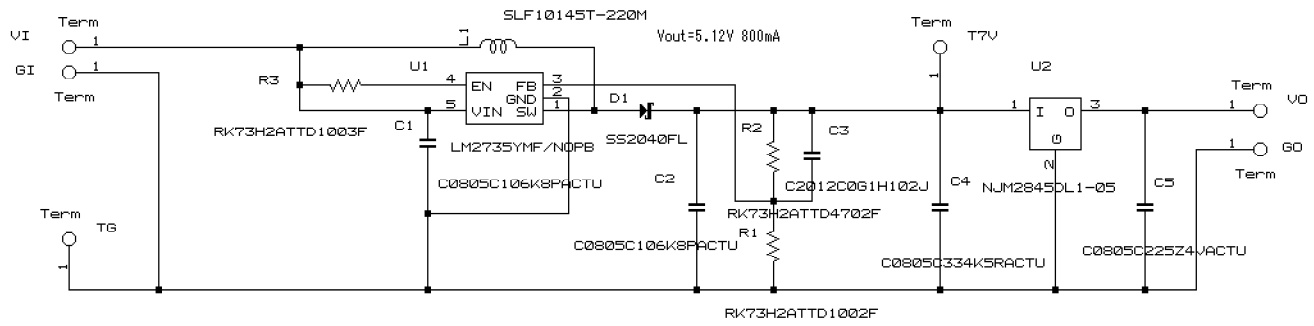 SLF10145T-220M
Term
VI
1
L1
Vout=5.12V 800mA
Term
T7V
1
GI
1
Term
R3
U1
4
EN
FB
3
GND
2
5
VIN
SW
1
D1
SS2040FL
C1
RK73H2ATTD1003F
LM2735YMF/NOPB
C0805C106K8PACTU
R2
C3
C2012C0G1H102J
C2
RK73H2ATTD4702F
R1
C0805C106K8PACTU
U2
1
I
O
3
G
2
NJM2845DL1-05
C4
C0805C334K5RACTU
C5
C0805C225Z4VACTU
Term
1
VO
1
GO
Term
Term
TG
1
RK73H2ATTD1002F